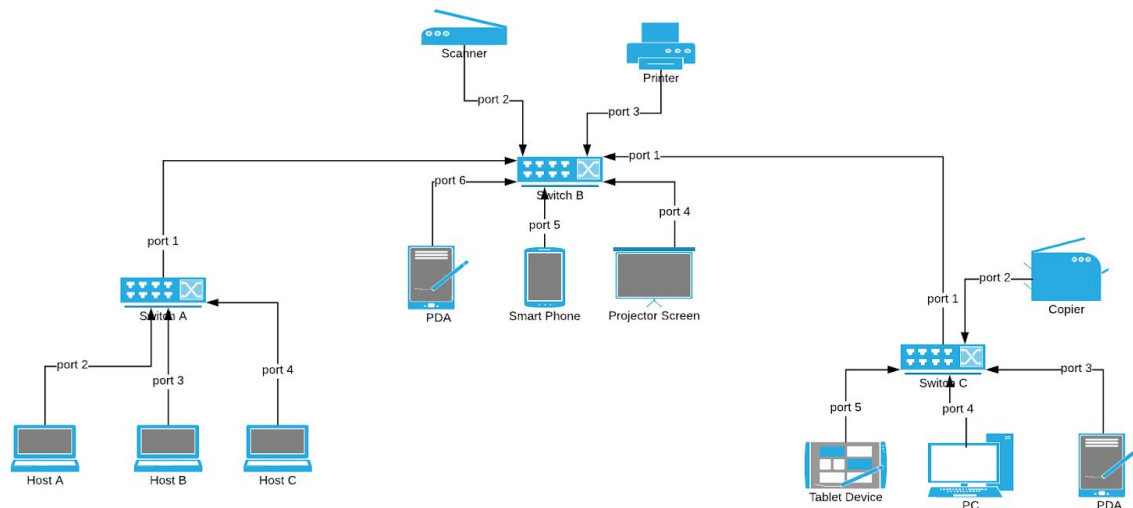 Scanner
Printer
port 2
port 3
port 1
Switch B
port 6
port 5
port 4
port 1
PDA
Smart Phone
Projector Screen
Switch A
port 2
port 3
port 4
Host A
Host B
Host C
port 2
Copier
port 1
Switch C
port 3
port 5
port 4
Tablet Device
PC
PDA